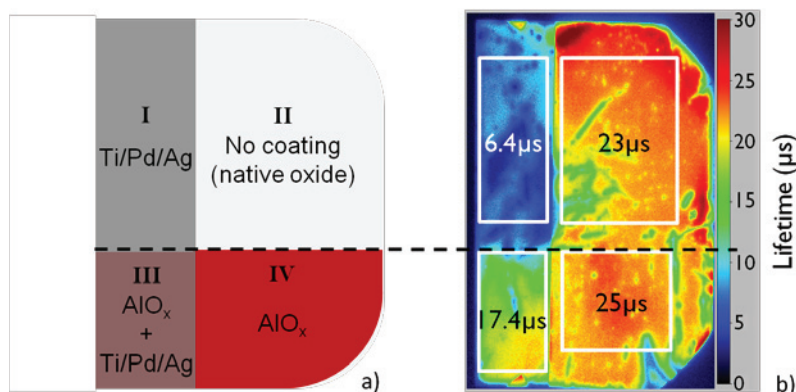 I
Ti/Pd/Ag
II
No coating
(native oxide)
III
AlOₓ
+
Ti/Pd/Ag
IV
AlOₓ
a)
6.4µs
23µs
17.4µs
25µs
30
25
20
15
10
5
0
Lifetime (µs)
b)